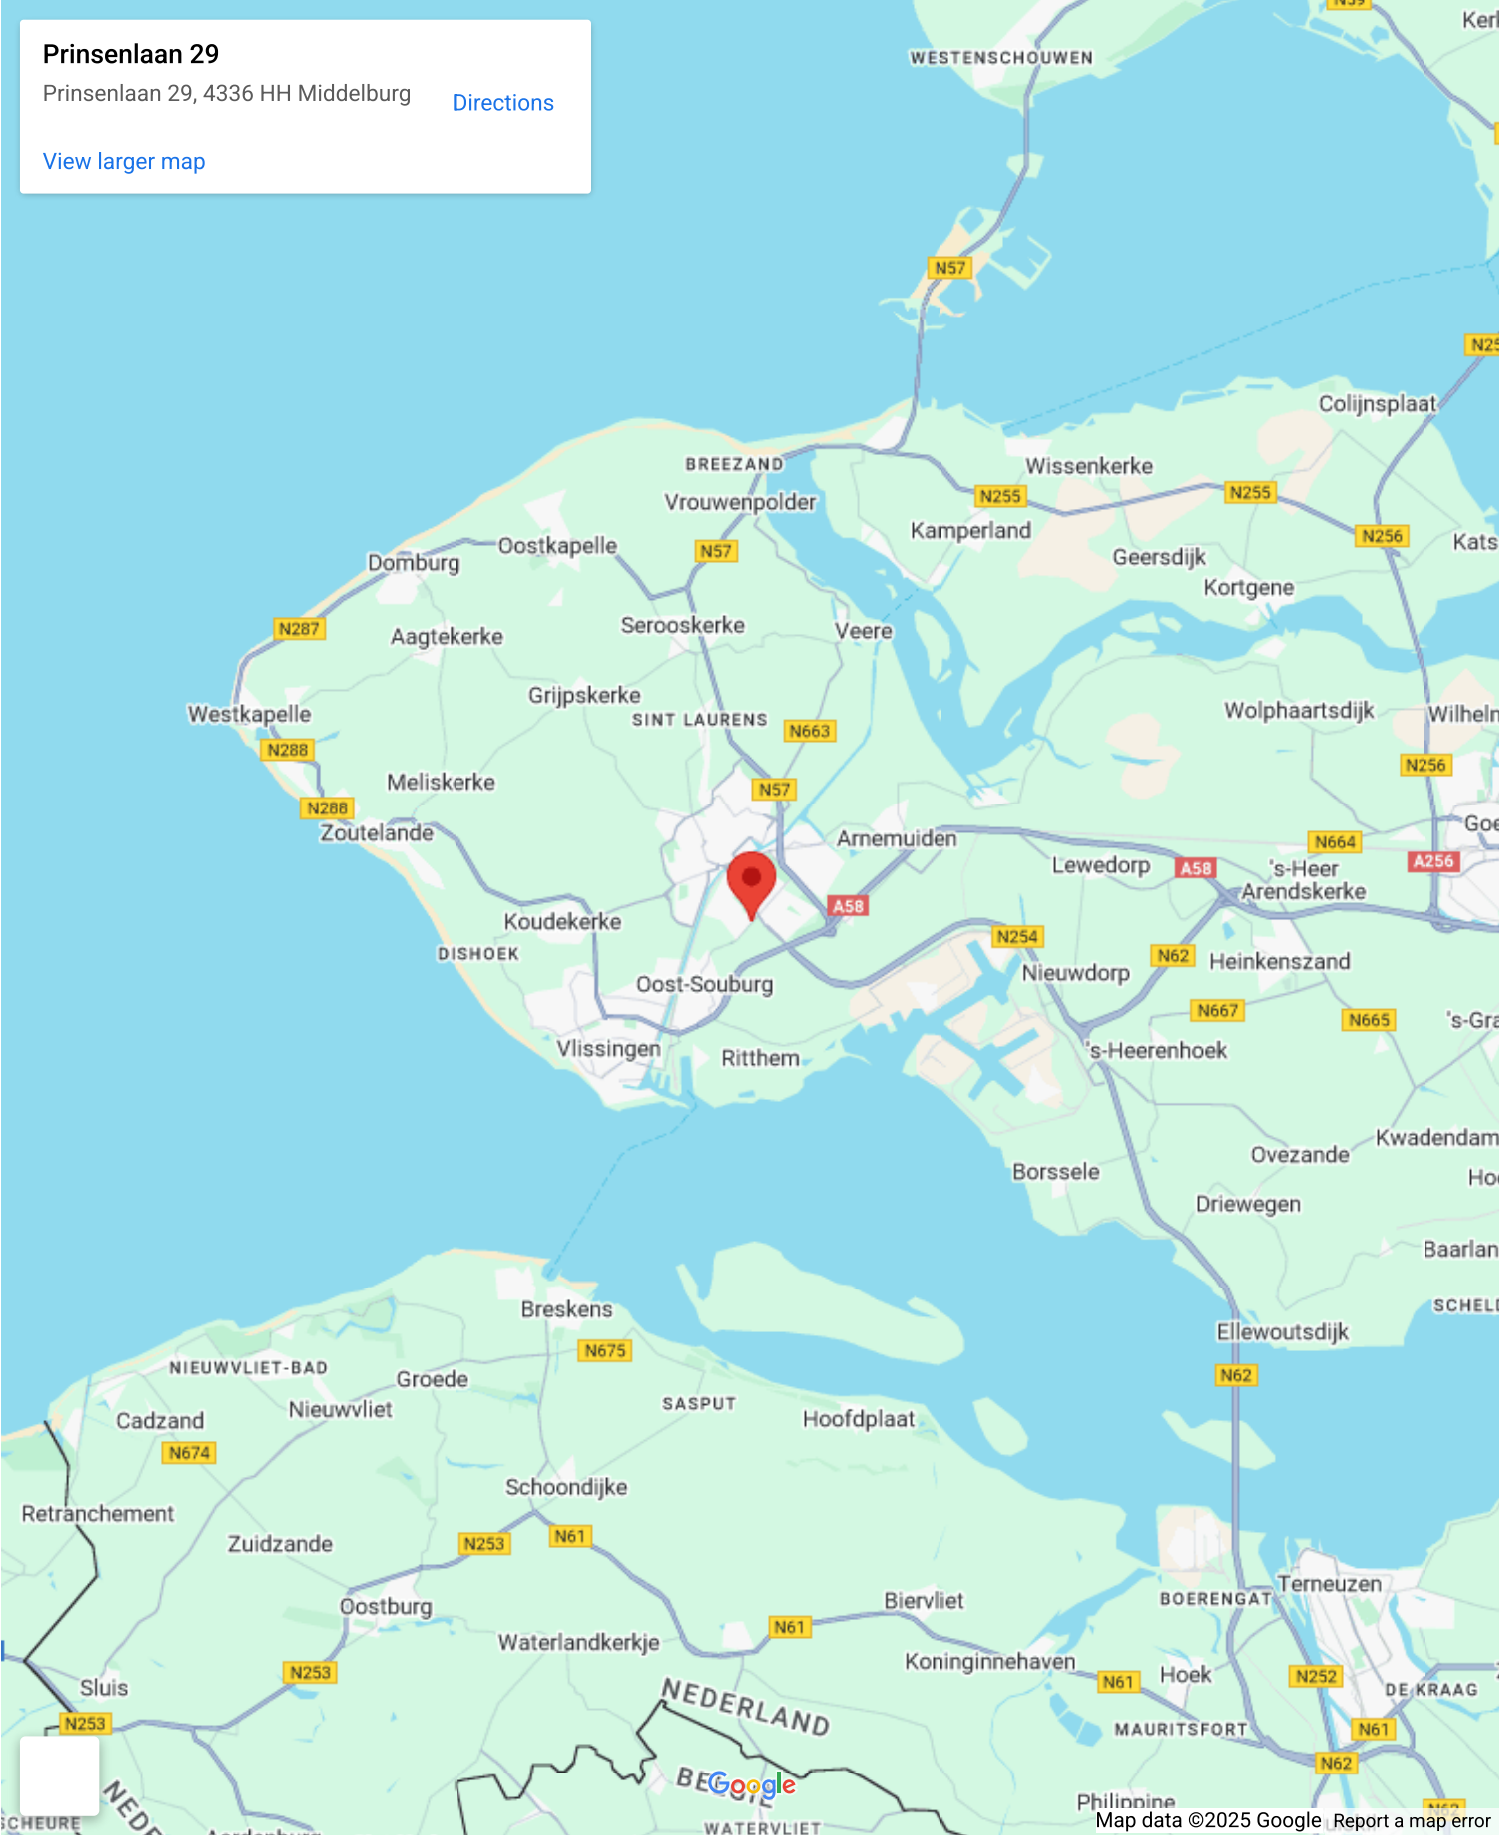 Prinsenlaan 29
Prinsenlaan 29, 4336 HH Middelburg
Directions
View larger map
N59
WESTENSCHOUWEN
N57
Colijnsplaat
BREEZAND
Wissenkerke
Vrouwenpolder
N255
N255
Kamperland
N256
Oostkapelle
N57
Domburg
Geersdijk
Kats
Kortgene
N287
Serooskerke
Veere
Aagtekerke
Grijpskerke
Westkapelle
SINT LAURENS
N663
Wolphaartsdijk
N288
N256
Meliskerke
N57
N288
Zoutelande
Arnemuiden
N664
Lewedorp
A58
's-Heer
Arendskerke
A256
A58
Koudekerke
N254
DISHOEK
N62
Heinkenszand
Nieuwdorp
Oost-Souburg
N667
N665
Vlissingen
Ritthem
's-Heerenhoek
Ovezande
Borssele
Driewegen
Breskens
Ellewoutsdijk
N675
NIEUWVLIET-BAD
Groede
N62
SASPUT
Nieuwvliet
Cadzand
Hoofdplaat
N674
Schoondijke
Retranchement
N253
N61
Zuidzande
Terneuzen
Oostburg
Biervliet
BOERENGAT
N61
Waterlandkerkje
Koninginnehaven
N253
Hoek
N252
N61
Sluis
NEDERLAND
DE KRAAG
N253
MAURITSFORT
N61
N62
BELGIË
Google
Philippine
N62
WATERVLIET
Map data ©2025 Google
Report a map error